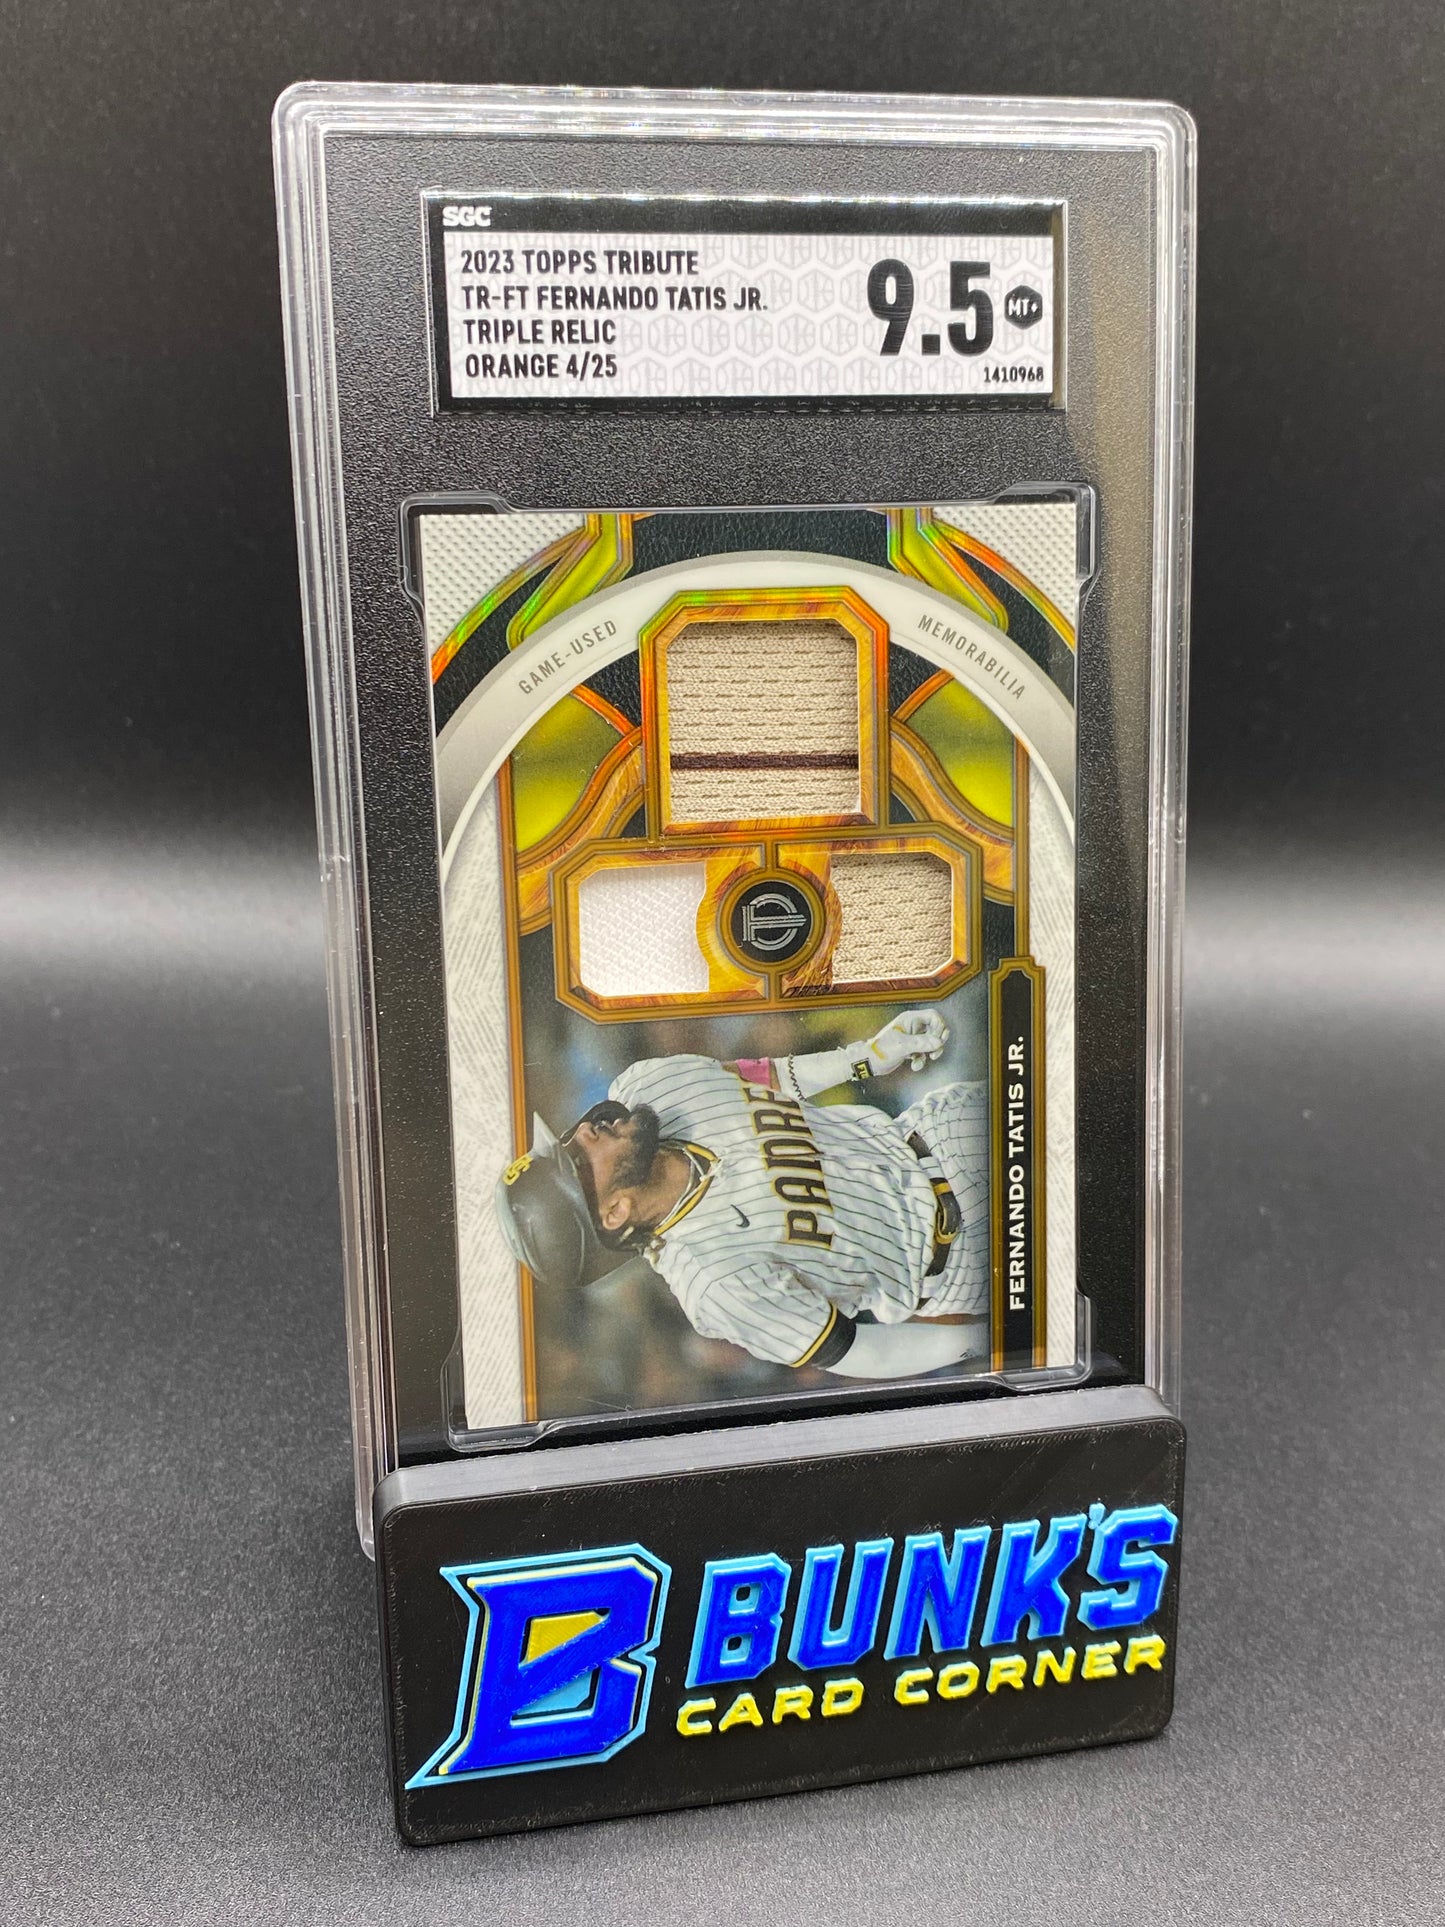 SGC
2023 TOPPS TRIBUTE
TR-FT FERNANDO TATIS JR.
TRIPLE RELIC
ORANGE 4/25
9.5
MT+
1410968
GAME-USED MEMORABILIA
PADRE
FERNANDO TATIS JR.
B
BUNK'S
CARD CORNER